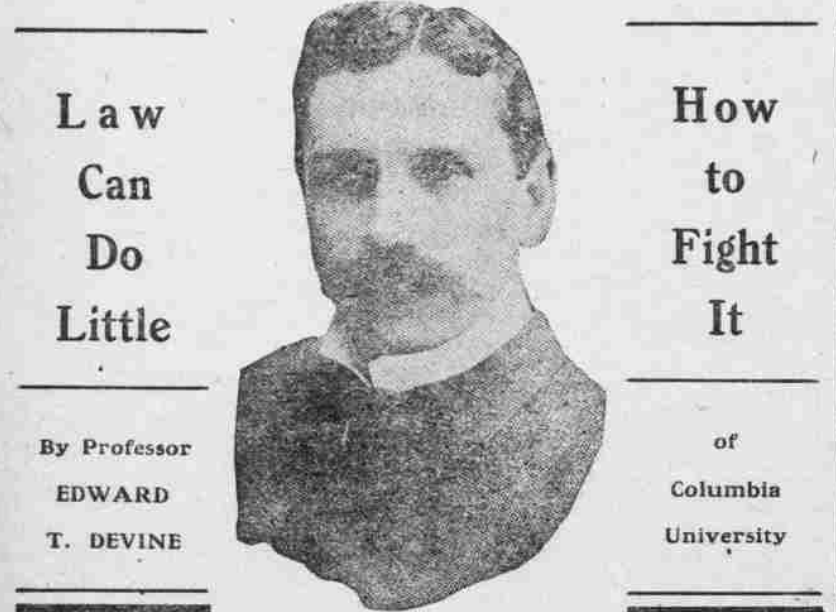 Law
Can
Do
Little
By Professor
EDWARD
T. DEVINE
How
to
Fight
It
of
Columbia
University